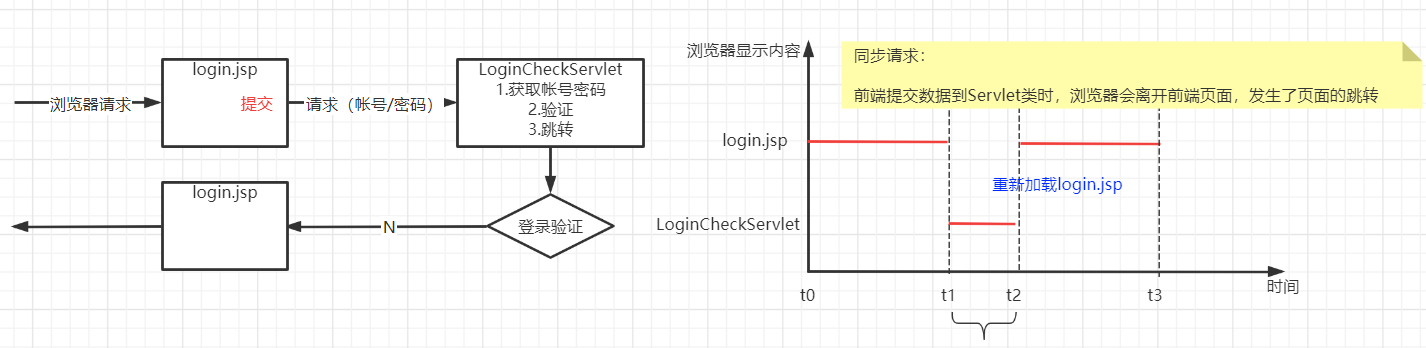 login.jsp
浏览器请求
提交
请求（帐号/密码）
LoginCheckServlet
1.获取帐号密码
2.验证
3.跳转
login.jsp
N
登录验证
浏览器显示内容
同步请求：
前端提交数据到Servlet类时，浏览器会离开前端页面，发生了页面的跳转
login.jsp
重新加载login.jsp
LoginCheckServlet
t0
t1
t2
t3
时间